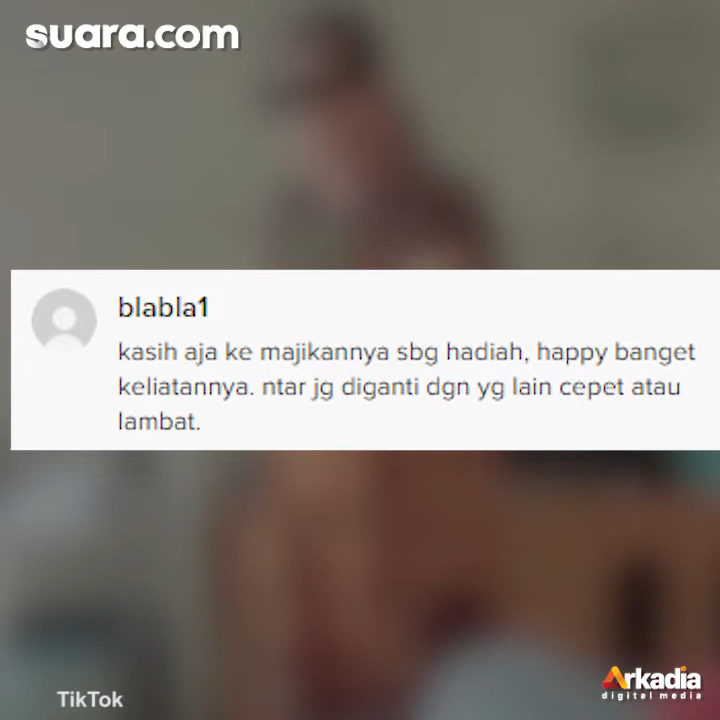 suara.com
blabla1
kasih aja ke majikannya sbg hadiah, happy banget
keliatannya. ntar jg diganti dgn yg lain cepet atau
lambat.
TikTok
Arkadia
digital media